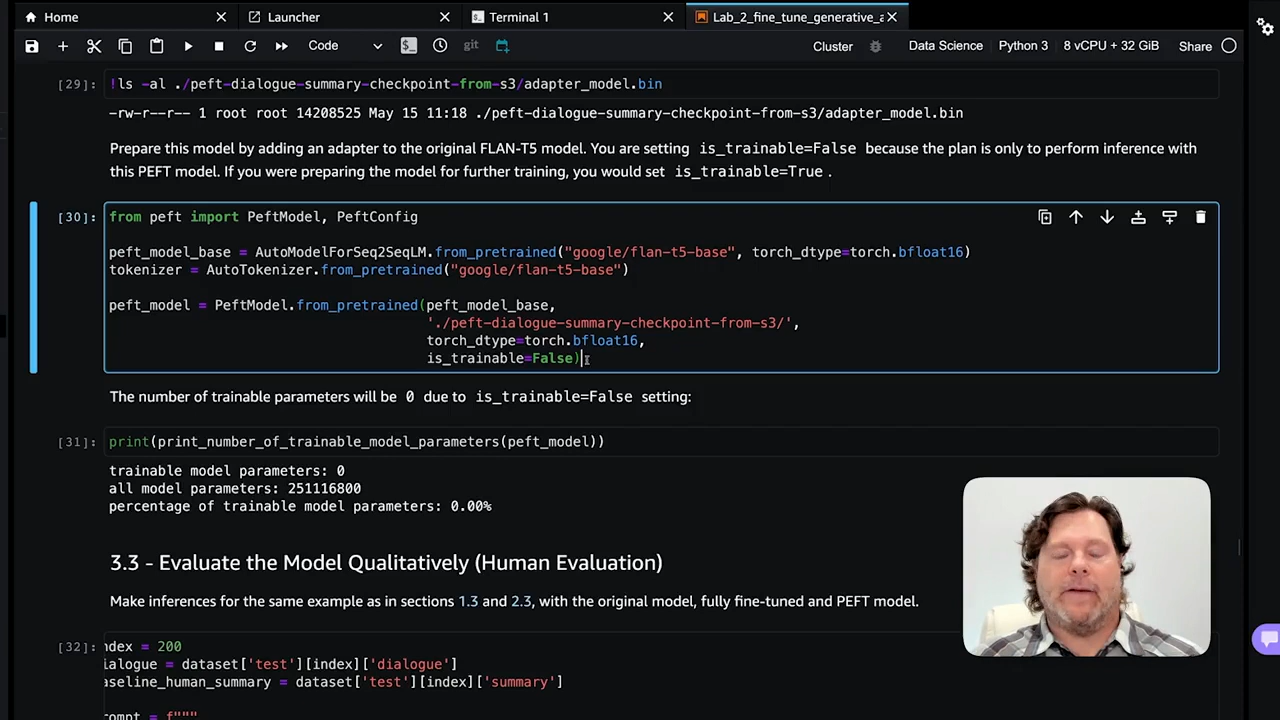 Home
Launcher
Terminal 1
Lab_2_fine_tune_generative_a
Code
git
Cluster
Data Science
Python 3
8 vCPU + 32 GiB
Share
[29]: !ls -al ./peft-dialogue-summary-checkpoint-from-s3/adapter_model.bin
-rw-r--r-- 1 root root 14208525 May 15 11:18 ./peft-dialogue-summary-checkpoint-from-s3/adapter_model.bin
Prepare this model by adding an adapter to the original FLAN-T5 model. You are setting is_trainable=False because the plan is only to perform inference with
this PEFT model. If you were preparing the model for further training, you would set is_trainable=True .
[30]: from peft import PeftModel, PeftConfig
peft_model_base = AutoModelForSeq2SeqLM.from_pretrained("google/flan-t5-base", torch_dtype=torch.bfloat16)
tokenizer = AutoTokenizer.from_pretrained("google/flan-t5-base")
peft_model = PeftModel.from_pretrained(peft_model_base,
'./peft-dialogue-summary-checkpoint-from-s3/',
torch_dtype=torch.bfloat16,
is_trainable=False)
The number of trainable parameters will be 0 due to is_trainable=False setting:
[31]: print(print_number_of_trainable_model_parameters(peft_model))
trainable model parameters: 0
all model parameters: 251116800
percentage of trainable model parameters: 0.00%
3.3 - Evaluate the Model Qualitatively (Human Evaluation)
Make inferences for the same example as in sections 1.3 and 2.3, with the original model, fully fine-tuned and PEFT model.
[32]: ndex = 200
ialogue = dataset['test'][index]['dialogue']
aseline_human_summary = dataset['test'][index]['summary']
rompt = f"""